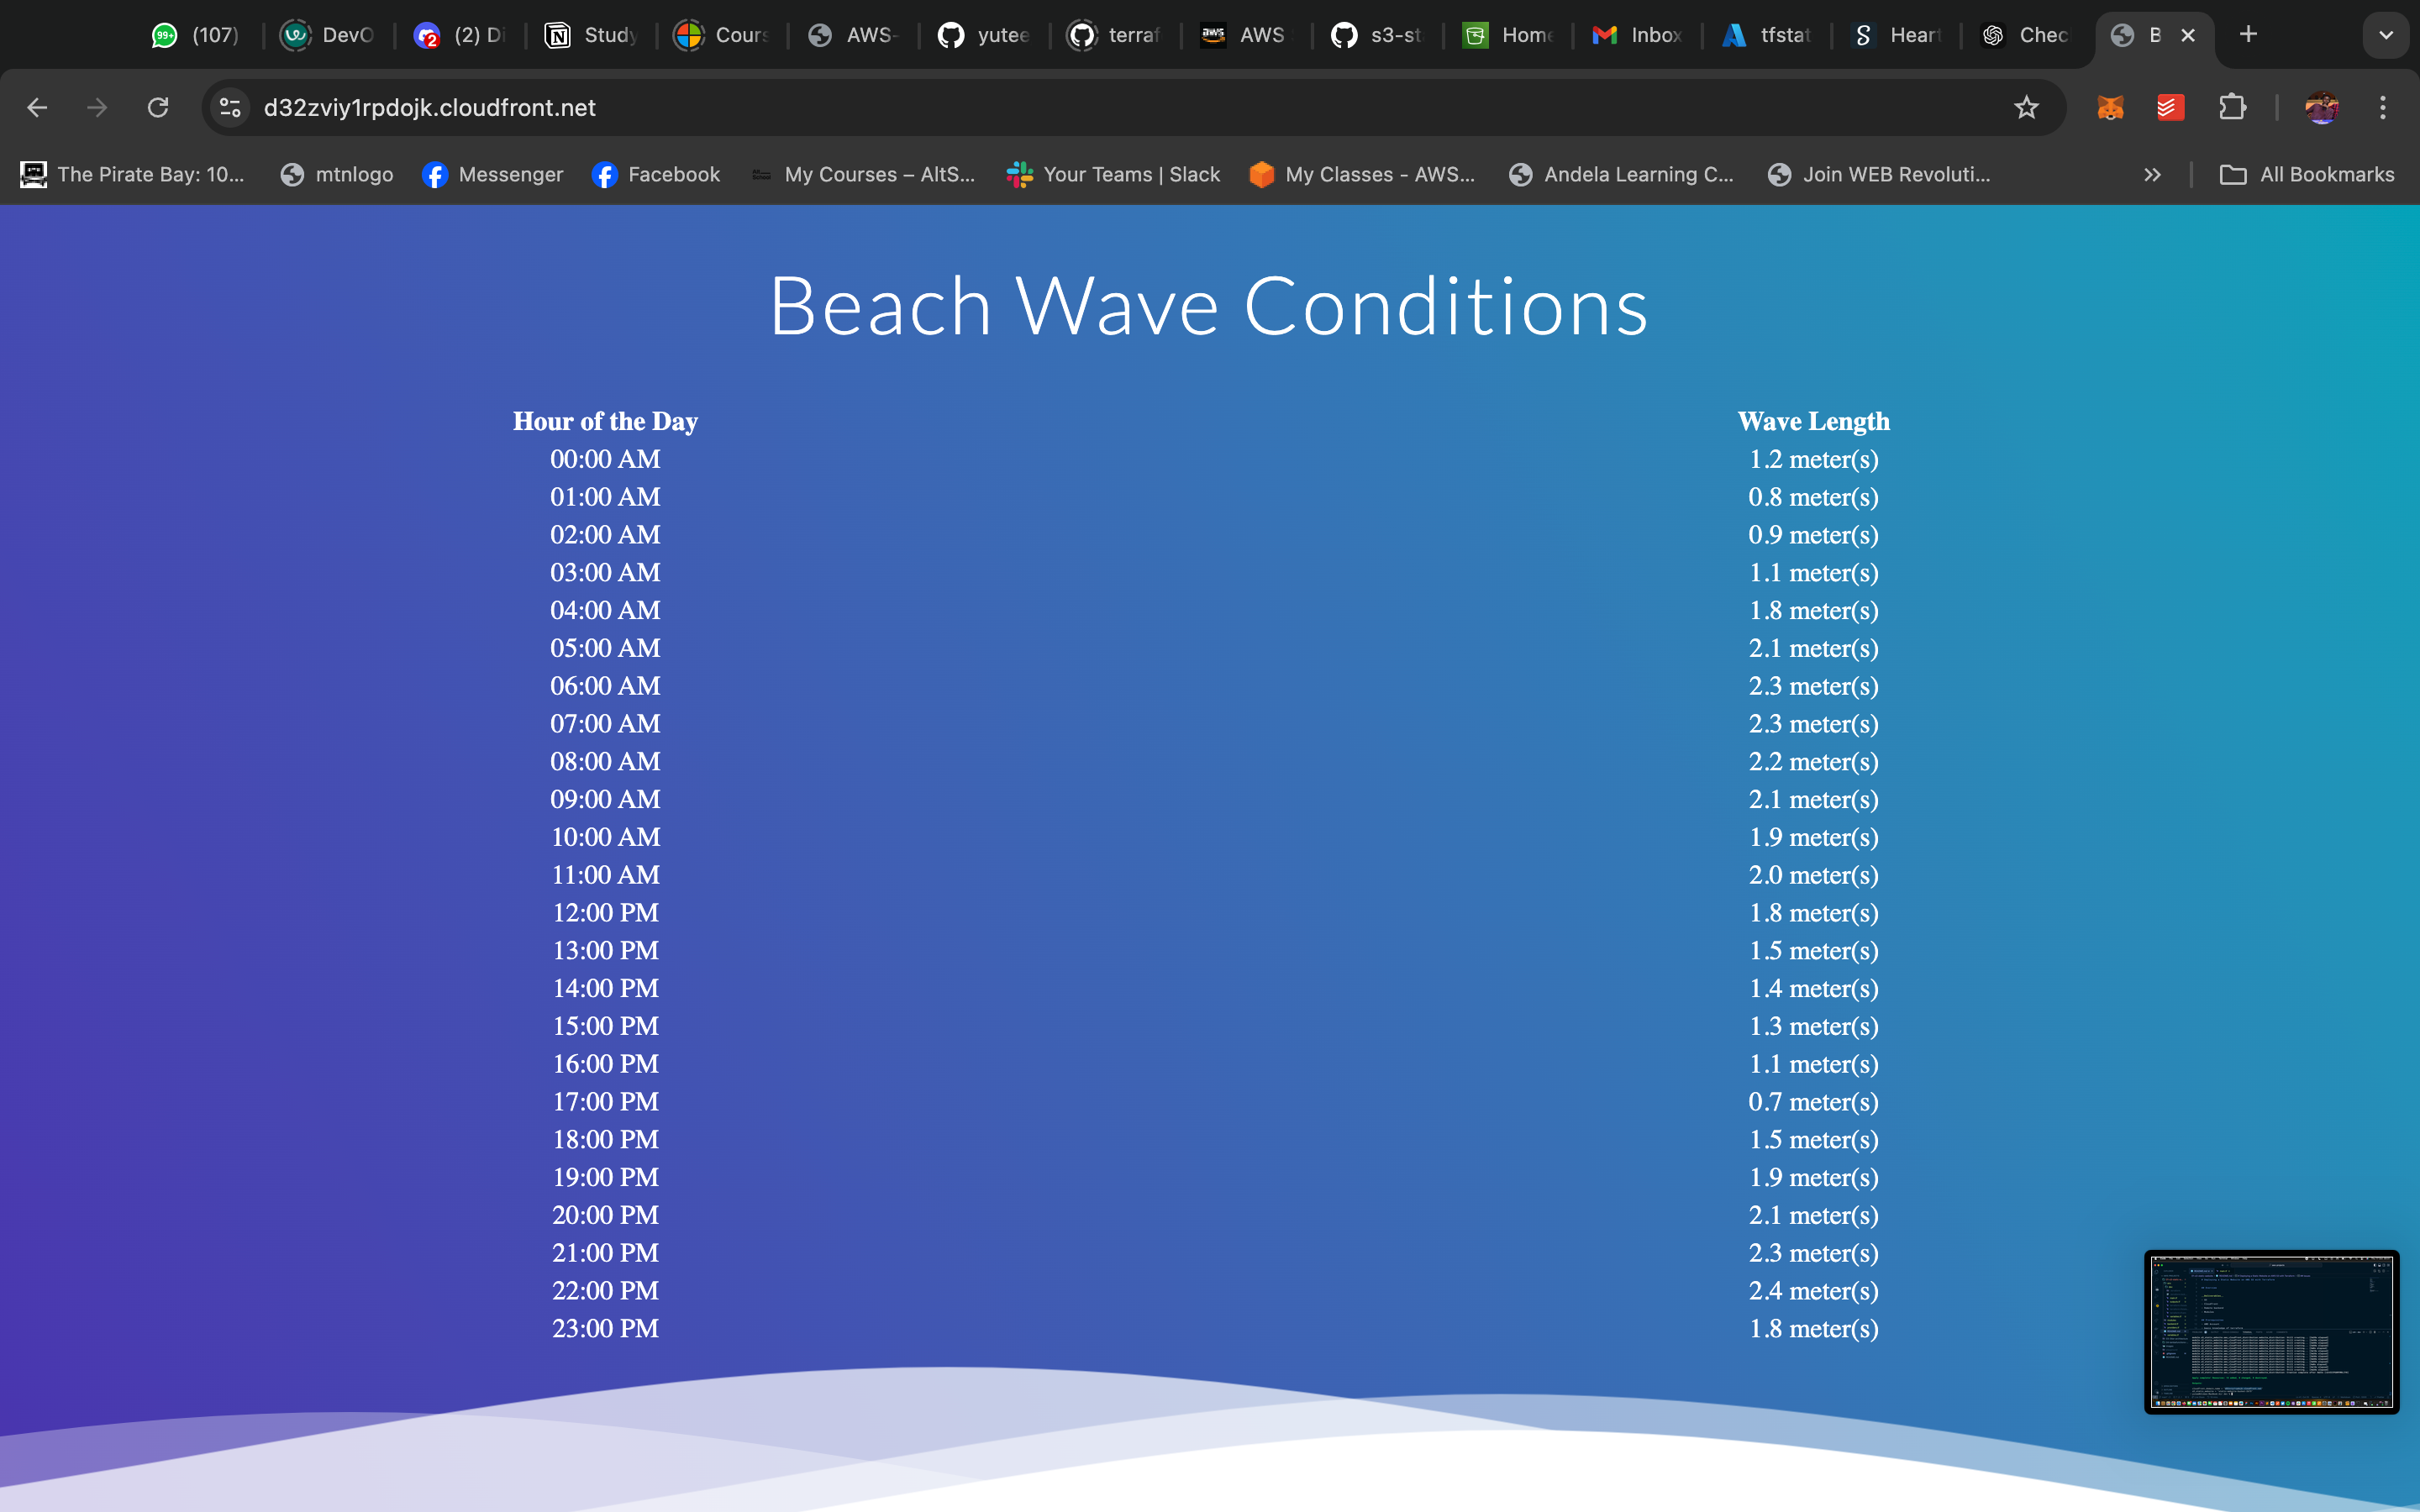 (107) DevO (2) Di Study Cours AWS- yutee terraf AWS s3-st Home Inbox tfstat Heart Chec B
d32zviy1rpdojk.cloudfront.net
The Pirate Bay: 10... mtnlogo Messenger Facebook My Courses – AltS... Your Teams | Slack My Classes - AWS... Andela Learning C... Join WEB Revoluti... All Bookmarks
Beach Wave Conditions
Hour of the Day Wave Length
00:00 AM 1.2 meter(s)
01:00 AM 0.8 meter(s)
02:00 AM 0.9 meter(s)
03:00 AM 1.1 meter(s)
04:00 AM 1.8 meter(s)
05:00 AM 2.1 meter(s)
06:00 AM 2.3 meter(s)
07:00 AM 2.3 meter(s)
08:00 AM 2.2 meter(s)
09:00 AM 2.1 meter(s)
10:00 AM 1.9 meter(s)
11:00 AM 2.0 meter(s)
12:00 PM 1.8 meter(s)
13:00 PM 1.5 meter(s)
14:00 PM 1.4 meter(s)
15:00 PM 1.3 meter(s)
16:00 PM 1.1 meter(s)
17:00 PM 0.7 meter(s)
18:00 PM 1.5 meter(s)
19:00 PM 1.9 meter(s)
20:00 PM 2.1 meter(s)
21:00 PM 2.3 meter(s)
22:00 PM 2.4 meter(s)
23:00 PM 1.8 meter(s)